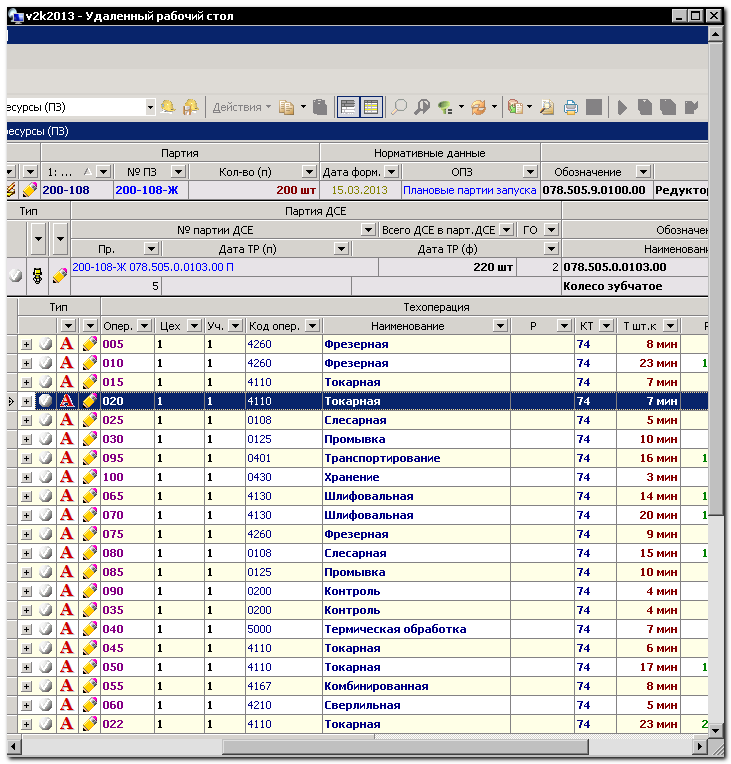 v2k2013 - Удаленный рабочий стол
есурсы (ПЗ) Действия
есурсы (ПЗ)
Партия Нормативные данные
1: ... № ПЗ Кол-во (п) Дата форм. ОПЗ Обозначение
200-108 200-108-Ж 200 шт 15.03.2013 Плановые партии запуска 078.505.9.0100.00 Редуктор
Тип Партия ДСЕ
№ партии ДСЕ Всего ДСЕ в парт.ДСЕ ГО Обозначен
Пр. Дата ТР (п) Дата ТР (ф) Наименовани
200-108-Ж 078.505.0.0103.00 П 220 шт 2 078.505.0.0103.00
5 Колесо зубчатое
Тип Техоперация
Опер. Цех Уч. Код опер. Наименование Р КТ Т шт.к
005 1 1 4260 Фрезерная 74 8 мин
010 1 1 4260 Фрезерная 74 23 мин 1
015 1 1 4110 Токарная 74 7 мин
020 1 1 4110 Токарная 74 7 мин
025 1 1 0108 Слесарная 74 5 мин
030 1 1 0125 Промывка 74 10 мин
095 1 1 0401 Транспортирование 74 16 мин 1
100 1 1 0430 Хранение 74 3 мин
065 1 1 4130 Шлифовальная 74 14 мин 1
070 1 1 4130 Шлифовальная 74 20 мин 1
075 1 1 4260 Фрезерная 74 9 мин
080 1 1 0108 Слесарная 74 15 мин 1
085 1 1 0125 Промывка 74 10 мин
090 1 1 0200 Контроль 74 4 мин
035 1 1 0200 Контроль 74 4 мин
040 1 1 5000 Термическая обработка 74 7 мин
045 1 1 4110 Токарная 74 6 мин
050 1 1 4110 Токарная 74 17 мин 1
055 1 1 4167 Комбинированная 74 8 мин
060 1 1 4210 Сверлильная 74 5 мин
022 1 1 4110 Токарная 74 23 мин 2